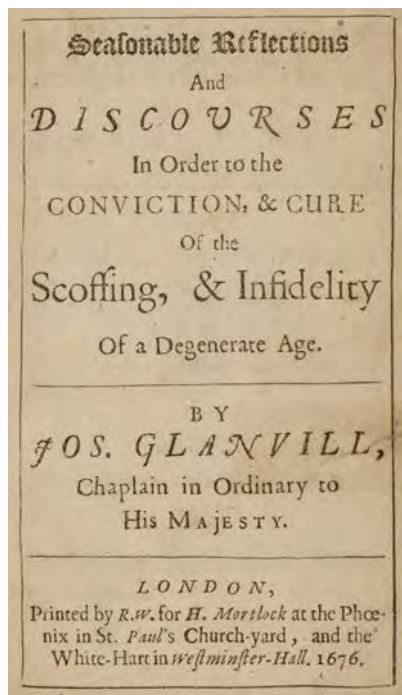 Seaſonable Reflections
And
DISCOURSES
In Order to the
CONVICTION, & CURE
Of the
Scoffing, & Infidelity
Of a Degenerate Age.
BY
JOS. GLANVILL,
Chaplain in Ordinary to
His MAJESTY.
LONDON,
Printed by R.W. for H. Mortlock at the Phœ-
nix in St. Paul's Church-yard, and the
White-Hart in Weſtminſter-Hall. 1676.